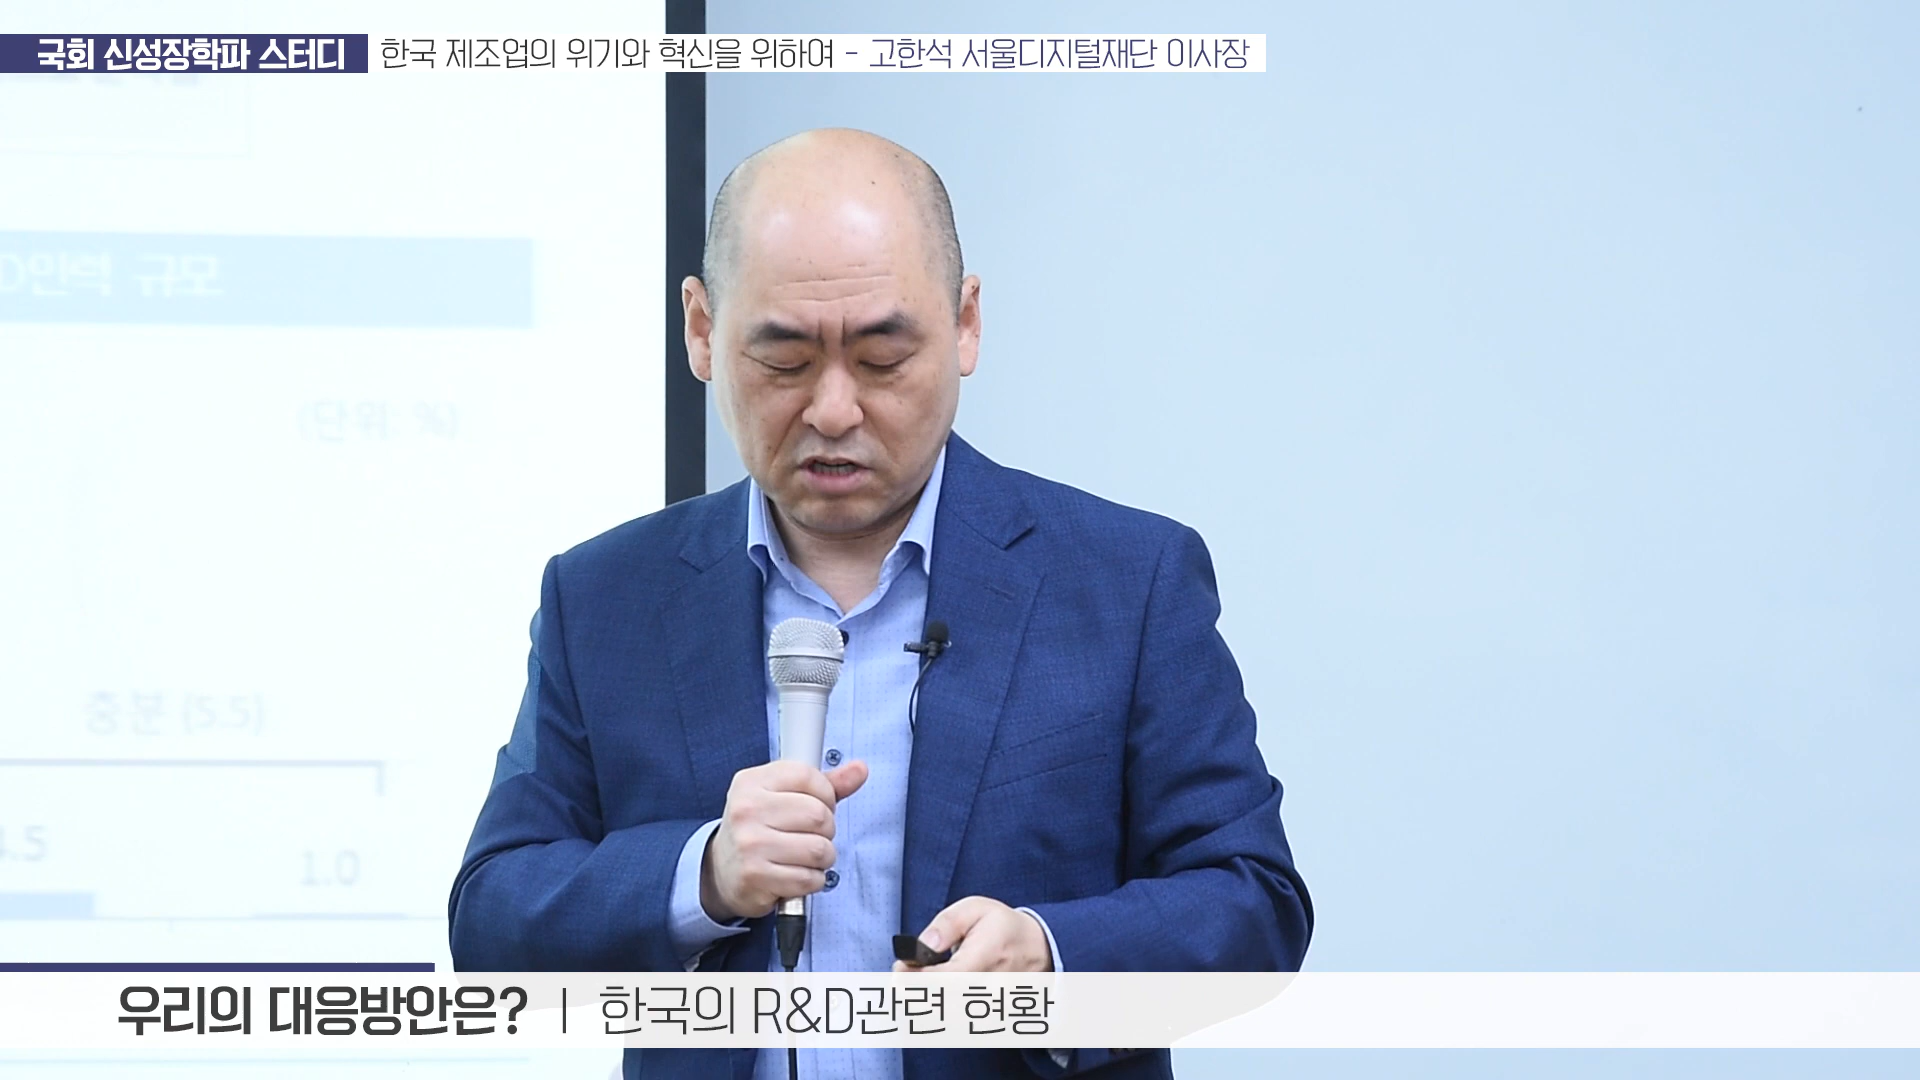 국회 신성장학파 스터디 한국 제조업의 위기와 혁신을 위하여 - 고한석 서울디지털재단 이사장
D인력 규모
(단위: %)
충분 (5.5)
4.5
1.0
우리의 대응방안은? | 한국의 R&D관련 현황